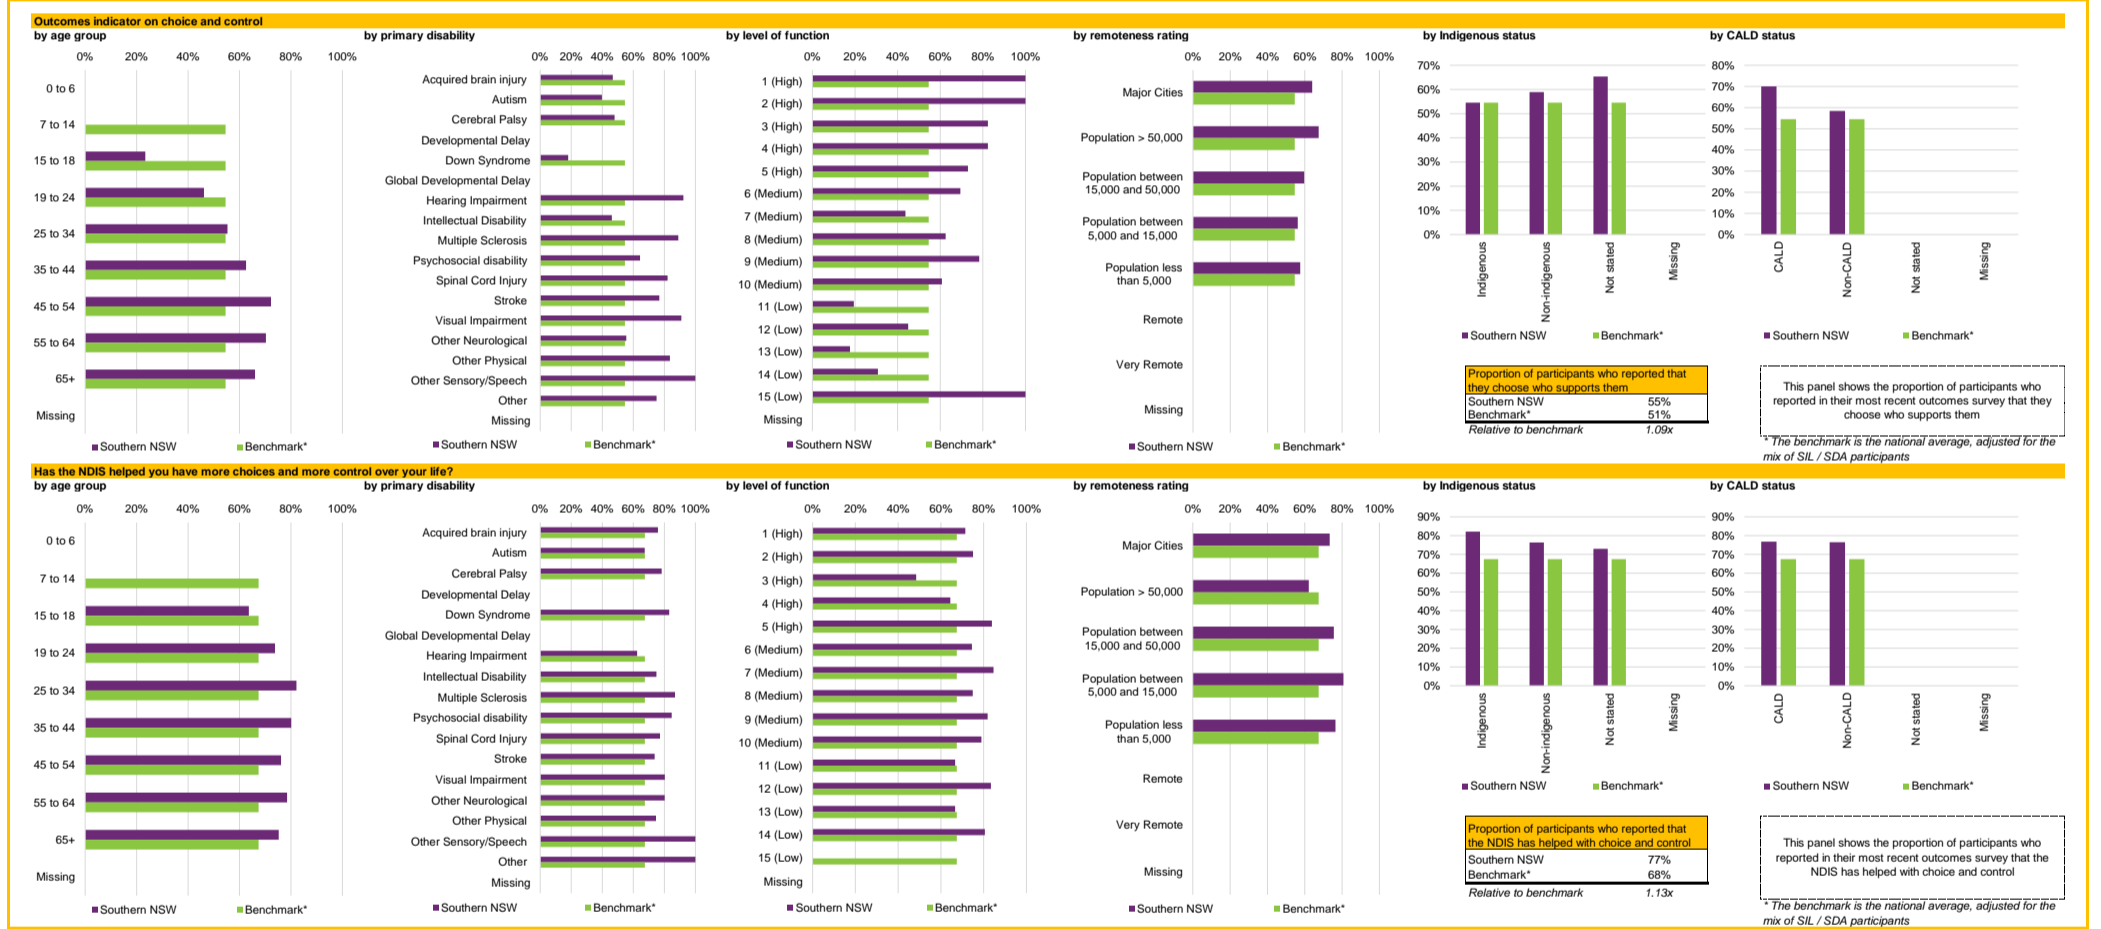 Outcomes indicator on choice and control
by age group
0% 20% 40% 60% 80% 100%
0 to 6
7 to 14
15 to 18
19 to 24
25 to 34
35 to 44
45 to 54
55 to 64
65+
Missing
Southern NSW Benchmark*
by primary disability
0% 20% 40% 60% 80% 100%
Acquired brain injury
Autism
Cerebral Palsy
Developmental Delay
Down Syndrome
Global Developmental Delay
Hearing Impairment
Intellectual Disability
Multiple Sclerosis
Psychosocial disability
Spinal Cord Injury
Stroke
Visual Impairment
Other Neurological
Other Physical
Other Sensory/Speech
Other
Missing
Southern NSW Benchmark*
by level of function
0% 20% 40% 60% 80% 100%
1 (High)
2 (High)
3 (High)
4 (High)
5 (High)
6 (Medium)
7 (Medium)
8 (Medium)
9 (Medium)
10 (Medium)
11 (Low)
12 (Low)
13 (Low)
14 (Low)
15 (Low)
Missing
Southern NSW Benchmark*
by remoteness rating
0% 20% 40% 60% 80% 100%
Major Cities
Population > 50,000
Population between
15,000 and 50,000
Population between
5,000 and 15,000
Population less
than 5,000
Remote
Very Remote
Missing
Southern NSW Benchmark*
by Indigenous status
70%
60%
50%
40%
30%
20%
10%
0%
Indigenous
Non-indigenous
Not stated
Missing
Southern NSW Benchmark*
Proportion of participants who reported that
they choose who supports them
Southern NSW 55%
Benchmark* 51%
Relative to benchmark 1.09x
by CALD status
80%
70%
60%
50%
40%
30%
20%
10%
0%
CALD
Non-CALD
Not stated
Missing
Southern NSW Benchmark*
This panel shows the proportion of participants who
reported in their most recent outcomes survey that they
choose who supports them
* The benchmark is the national average, adjusted for the
mix of SIL / SDA participants
Has the NDIS helped you have more choices and more control over your life?
by age group
0% 20% 40% 60% 80% 100%
0 to 6
7 to 14
15 to 18
19 to 24
25 to 34
35 to 44
45 to 54
55 to 64
65+
Missing
Southern NSW Benchmark*
by primary disability
0% 20% 40% 60% 80% 100%
Acquired brain injury
Autism
Cerebral Palsy
Developmental Delay
Down Syndrome
Global Developmental Delay
Hearing Impairment
Intellectual Disability
Multiple Sclerosis
Psychosocial disability
Spinal Cord Injury
Stroke
Visual Impairment
Other Neurological
Other Physical
Other Sensory/Speech
Other
Missing
Southern NSW Benchmark*
by level of function
0% 20% 40% 60% 80% 100%
1 (High)
2 (High)
3 (High)
4 (High)
5 (High)
6 (Medium)
7 (Medium)
8 (Medium)
9 (Medium)
10 (Medium)
11 (Low)
12 (Low)
13 (Low)
14 (Low)
15 (Low)
Missing
Southern NSW Benchmark*
by remoteness rating
0% 20% 40% 60% 80% 100%
Major Cities
Population > 50,000
Population between
15,000 and 50,000
Population between
5,000 and 15,000
Population less
than 5,000
Remote
Very Remote
Missing
Southern NSW Benchmark*
by Indigenous status
90%
80%
70%
60%
50%
40%
30%
20%
10%
0%
Indigenous
Non-indigenous
Not stated
Missing
Southern NSW Benchmark*
Proportion of participants who reported that
the NDIS has helped with choice and control
Southern NSW 77%
Benchmark* 68%
Relative to benchmark 1.13x
by CALD status
90%
80%
70%
60%
50%
40%
30%
20%
10%
0%
CALD
Non-CALD
Not stated
Missing
Southern NSW Benchmark*
This panel shows the proportion of participants who
reported in their most recent outcomes survey that the
NDIS has helped with choice and control
* The benchmark is the national average, adjusted for the
mix of SIL / SDA participants